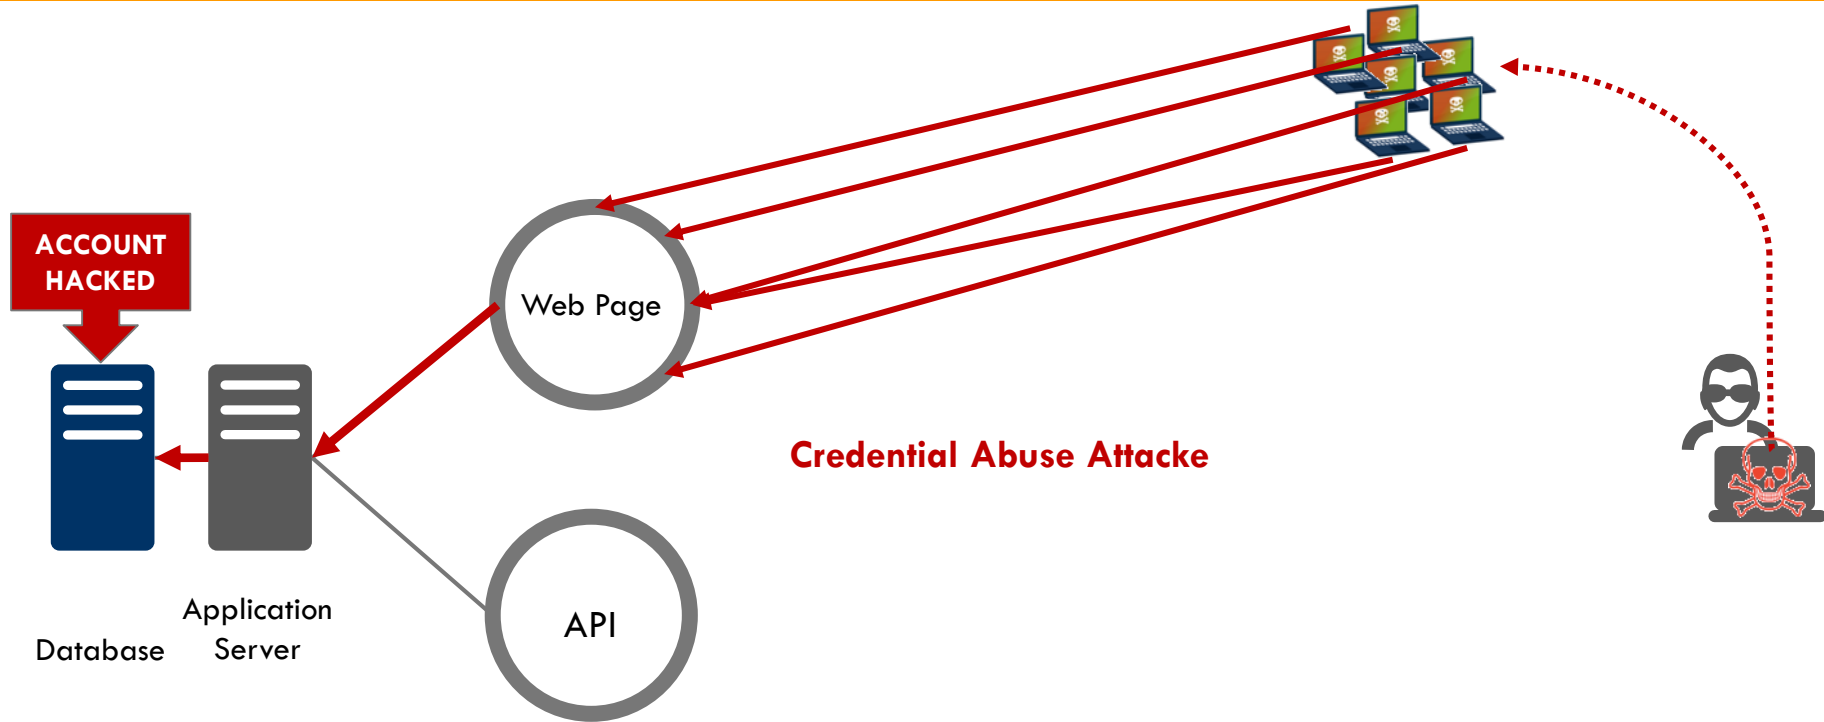 ACCOUNT
HACKED
Web Page
Credential Abuse Attacke
Application
Server
Database
API